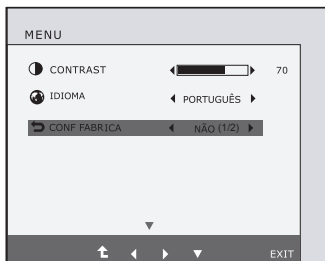 MENU
CONTRAST 70
IDIOMA PORTUGUÊS
CONF FABRICA NÃO (1/2)
EXIT